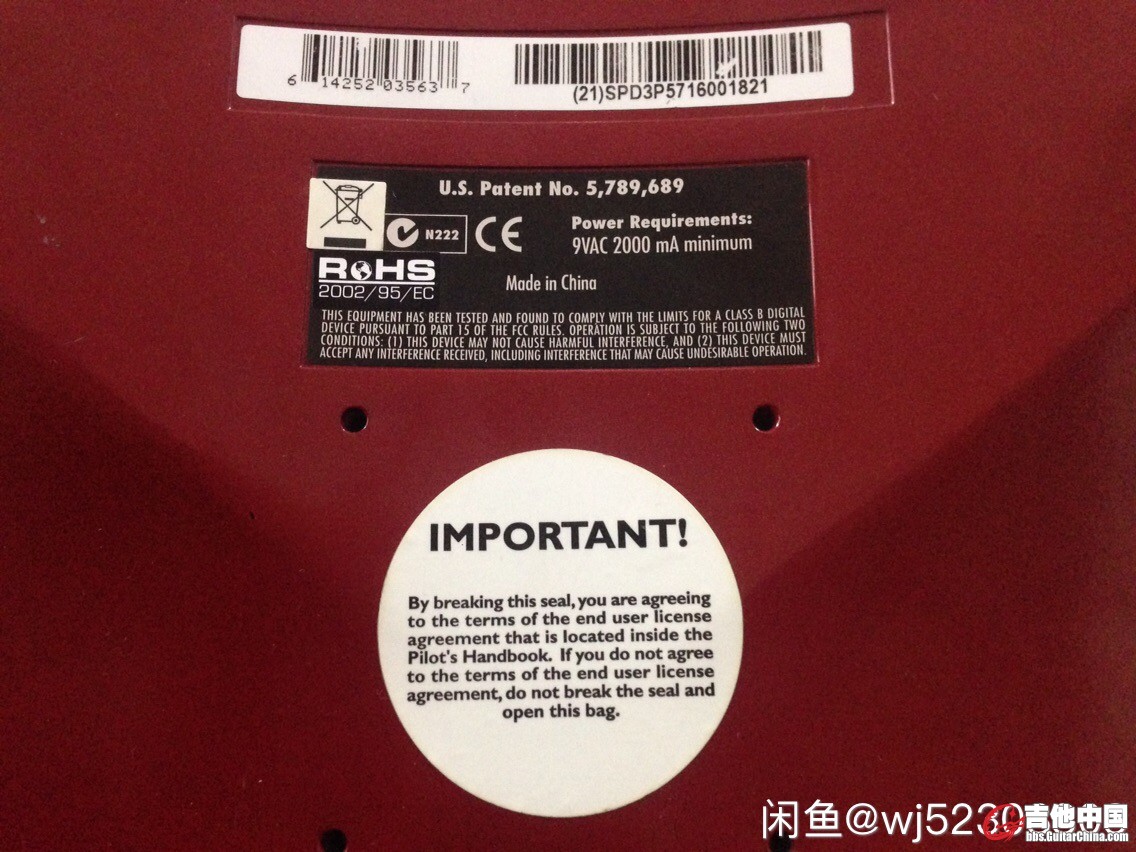 6 14252 03563 7
(21)SPD3P5716001821
U.S. Patent No. 5,789,689
N222
CE
Power Requirements:
9VAC 2000 mA minimum
RoHS
2002/95/EC
Made in China
THIS EQUIPMENT HAS BEEN TESTED AND FOUND TO COMPLY WITH THE LIMITS FOR A CLASS B DIGITAL
DEVICE PURSUANT TO PART 15 OF THE FCC RULES. OPERATION IS SUBJECT TO THE FOLLOWING TWO
CONDITIONS: (1) THIS DEVICE MAY NOT CAUSE HARMFUL INTERFERENCE, AND (2) THIS DEVICE MUST
ACCEPT ANY INTERFERENCE RECEIVED, INCLUDING INTERFERENCE THAT MAY CAUSE UNDESIRABLE OPERATION.
IMPORTANT!
By breaking this seal, you are agreeing
to the terms of the end user license
agreement that is located inside the
Pilot's Handbook. If you do not agree
to the terms of the end user license
agreement, do not break the seal and
open this bag.
闲鱼@wj523
吉他中国
bbs.GuitarChina.com